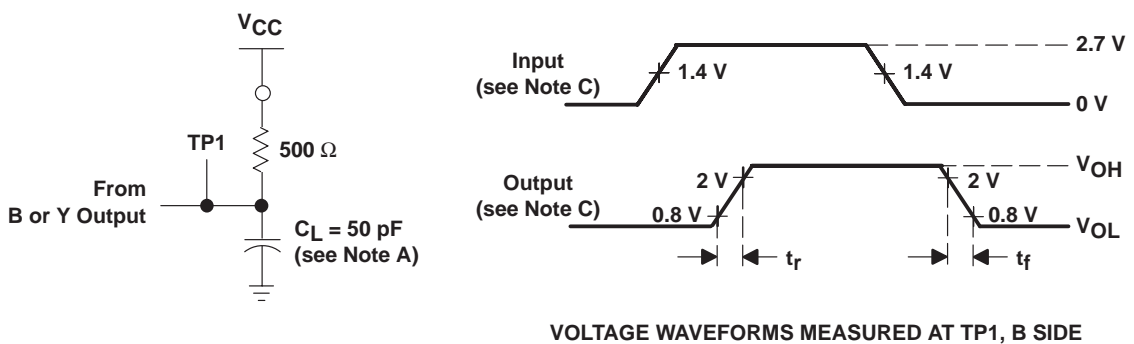 VCC
TP1
500 Ω
From
B or Y Output
CL = 50 pF
(see Note A)
Input
(see Note C)
1.4 V
1.4 V
2.7 V
0 V
Output
(see Note C)
2 V
0.8 V
2 V
0.8 V
VOH
VOL
tr
tf
VOLTAGE WAVEFORMS MEASURED AT TP1, B SIDE